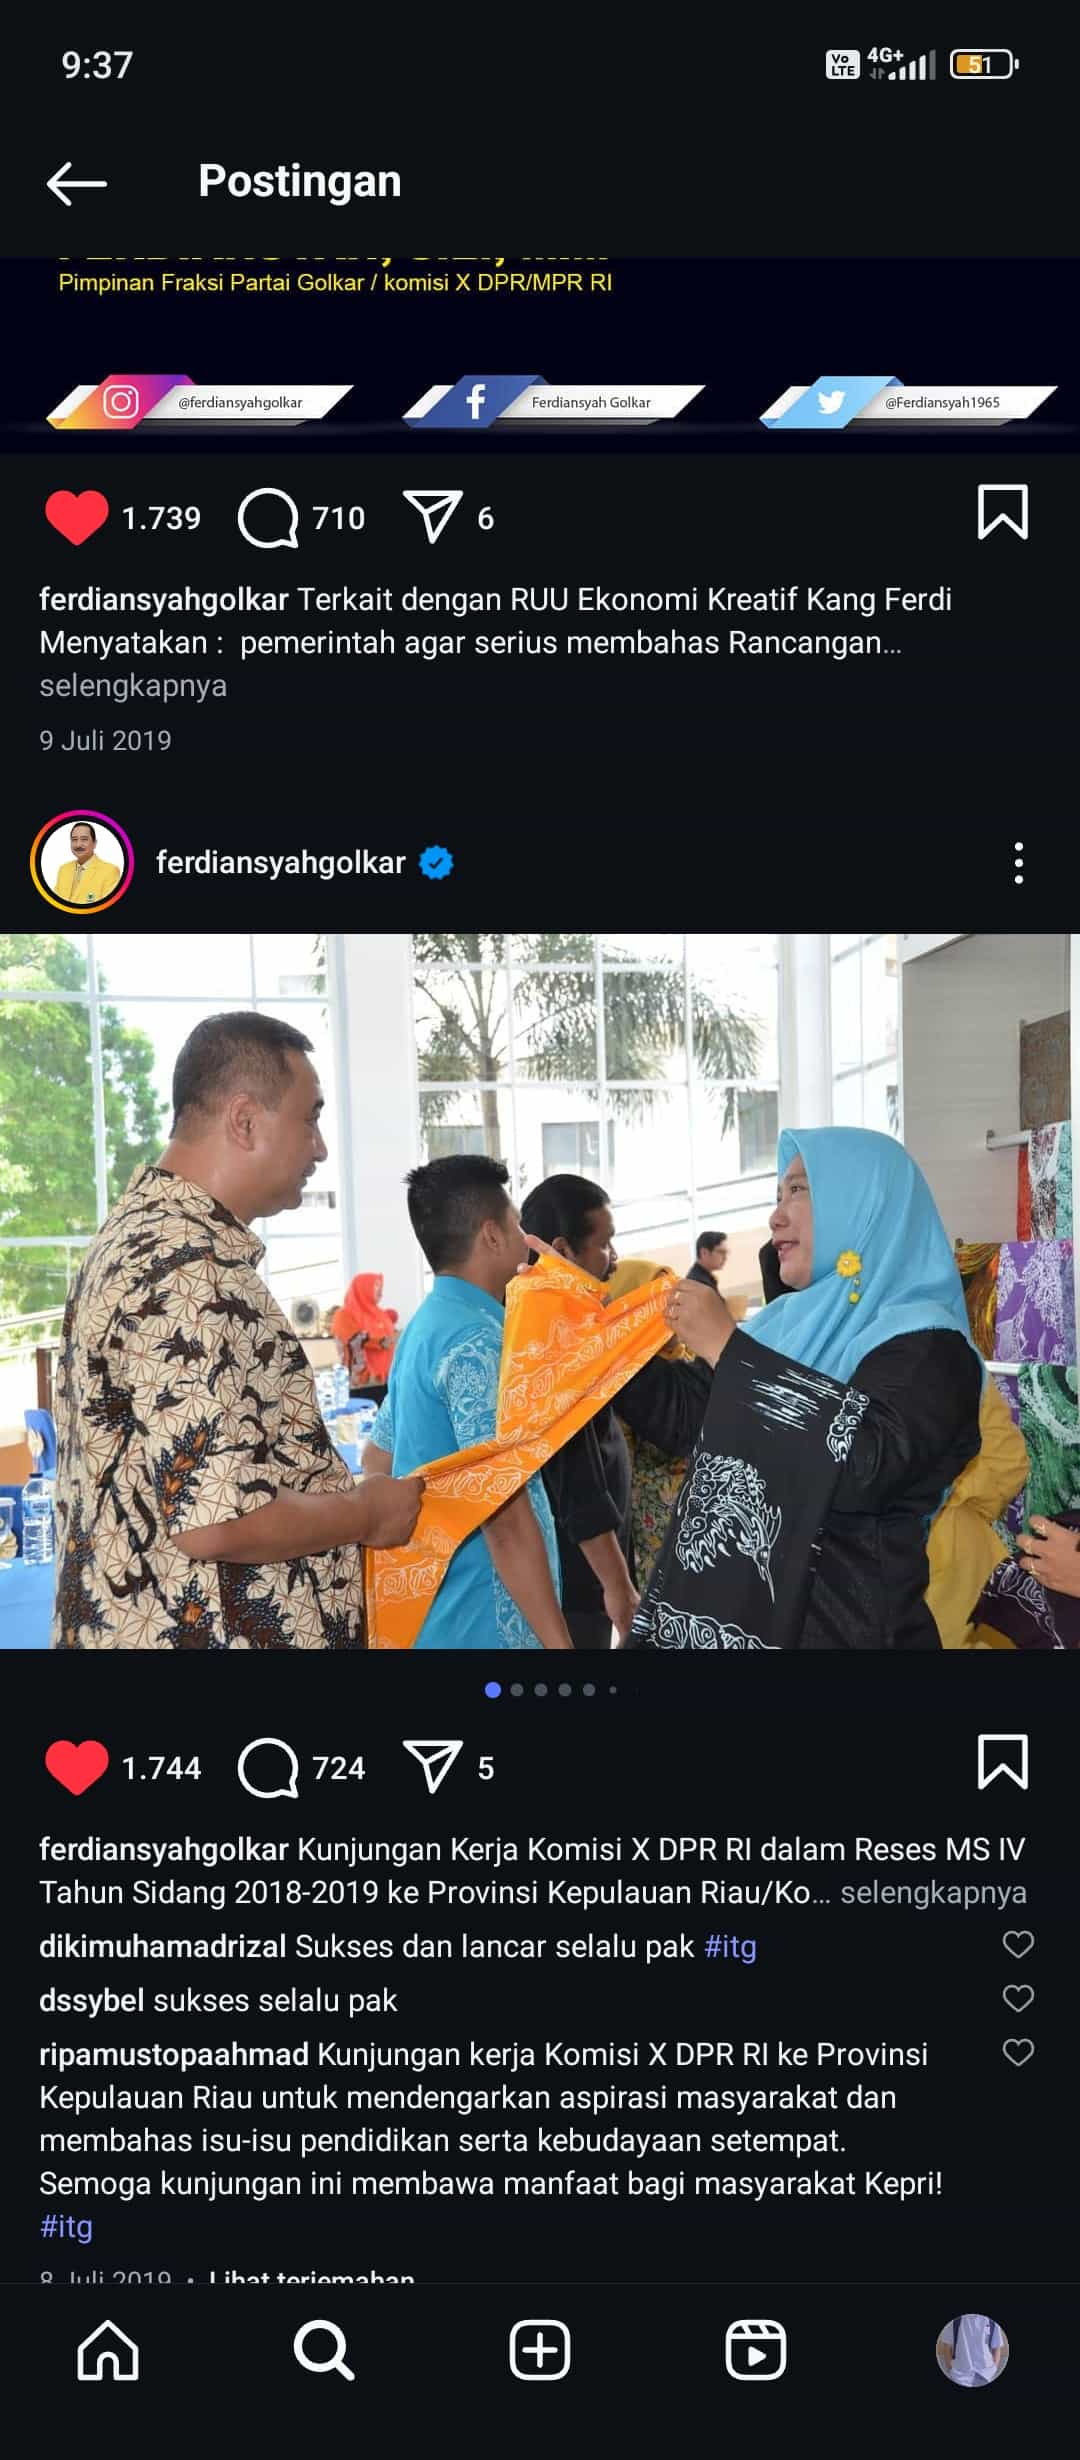 9:37
Vo LTE 4G+ 51
Postingan
Pimpinan Fraksi Partai Golkar / komisi X DPR/MPR RI
@ferdiansyahgolkar
Ferdiansyah Golkar
@Ferdiansyah1965
1.739 710 6
ferdiansyahgolkar Terkait dengan RUU Ekonomi Kreatif Kang Ferdi
Menyatakan : pemerintah agar serius membahas Rancangan...
selengkapnya
9 Juli 2019
ferdiansyahgolkar
1.744 724 5
ferdiansyahgolkar Kunjungan Kerja Komisi X DPR RI dalam Reses MS IV
Tahun Sidang 2018-2019 ke Provinsi Kepulauan Riau/Ko... selengkapnya
dikimuhamadrizal Sukses dan lancar selalu pak #itg
dssybel sukses selalu pak
ripamustopaahmad Kunjungan kerja Komisi X DPR RI ke Provinsi
Kepulauan Riau untuk mendengarkan aspirasi masyarakat dan
membahas isu-isu pendidikan serta kebudayaan setempat.
Semoga kunjungan ini membawa manfaat bagi masyarakat Kepri!
#itg
8 Juli 2019 • Lihat terjemahan